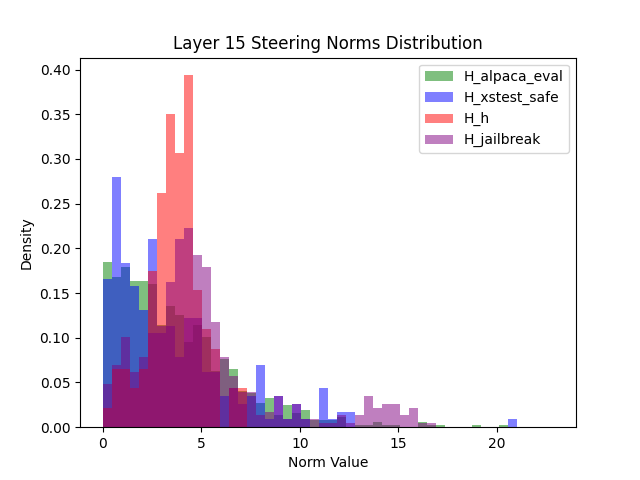 Layer 15 Steering Norms Distribution
H_alpaca_eval
H_xstest_safe
H_h
H_jailbreak
Density
0.40
0.35
0.30
0.25
0.20
0.15
0.10
0.05
0.00
0
5
10
15
20
Norm Value